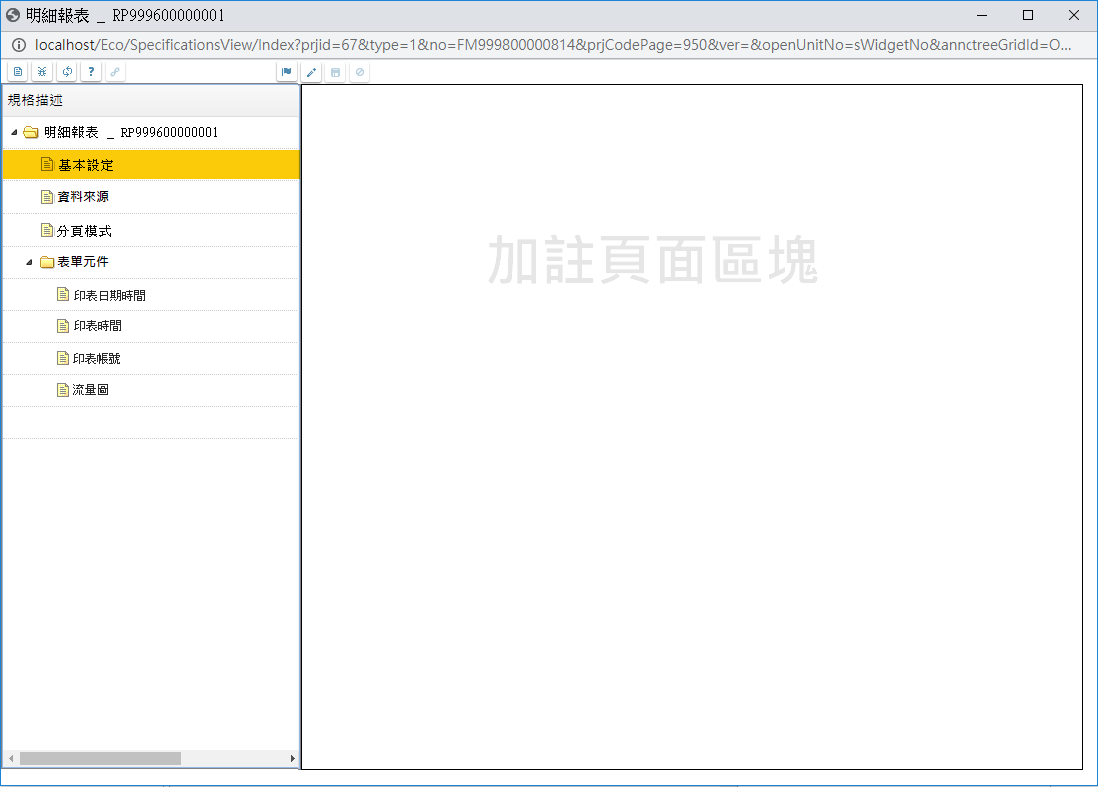 明細報表 _ RP999600000001
localhost/Eco/SpecificationsView/Index?prjid=67&type=1&no=FM999800000814&prjCodePage=950&ver=&openUnitNo=sWidgetNo&annctreeGridId=O...
?
規格描述
明細報表 _ RP999600000001
基本設定
資料來源
分頁模式
表單元件
印表日期時間
印表時間
印表帳號
流量圖
加註頁面區塊